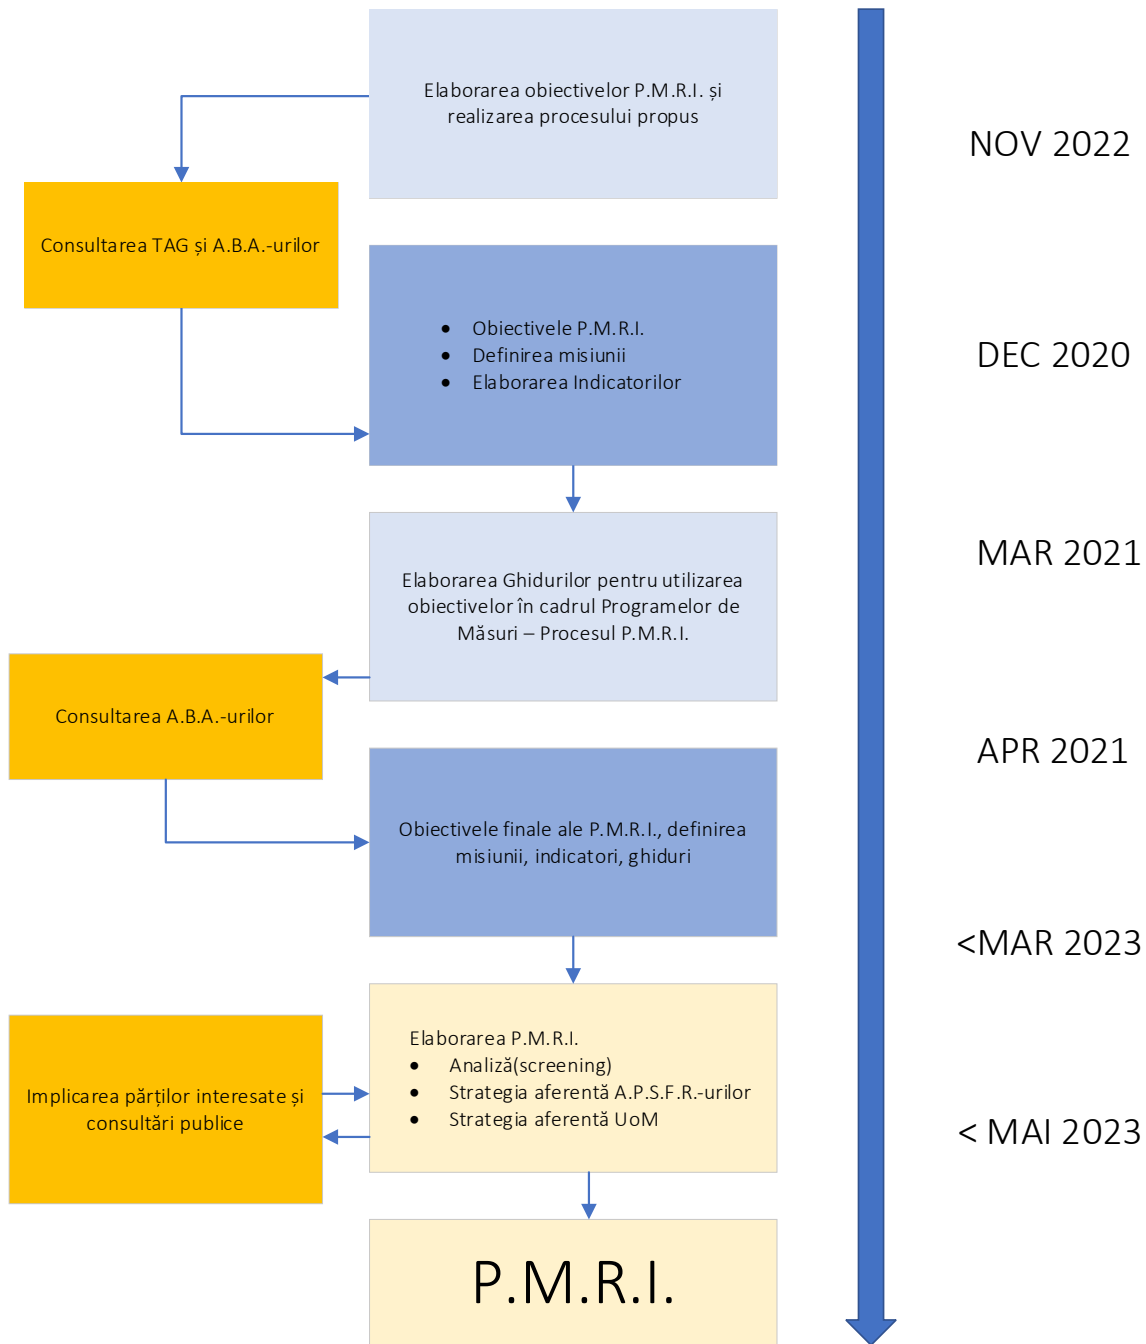 Elaborarea obiectivelor P.M.R.I. și
realizarea procesului propus
NOV 2022
Consultarea TAG și A.B.A.-urilor
• Obiectivele P.M.R.I.
• Definirea misiunii
• Elaborarea Indicatorilor
DEC 2020
Elaborarea Ghidurilor pentru utilizarea
obiectivelor în cadrul Programelor de
Măsuri – Procesul P.M.R.I.
MAR 2021
Consultarea A.B.A.-urilor
APR 2021
Obiectivele finale ale P.M.R.I., definirea
misiunii, indicatori, ghiduri
<MAR 2023
Elaborarea P.M.R.I.
• Analiză(screening)
• Strategia aferentă A.P.S.F.R.-urilor
• Strategia aferentă UoM
Implicarea părților interesate și
consultări publice
< MAI 2023
P.M.R.I.